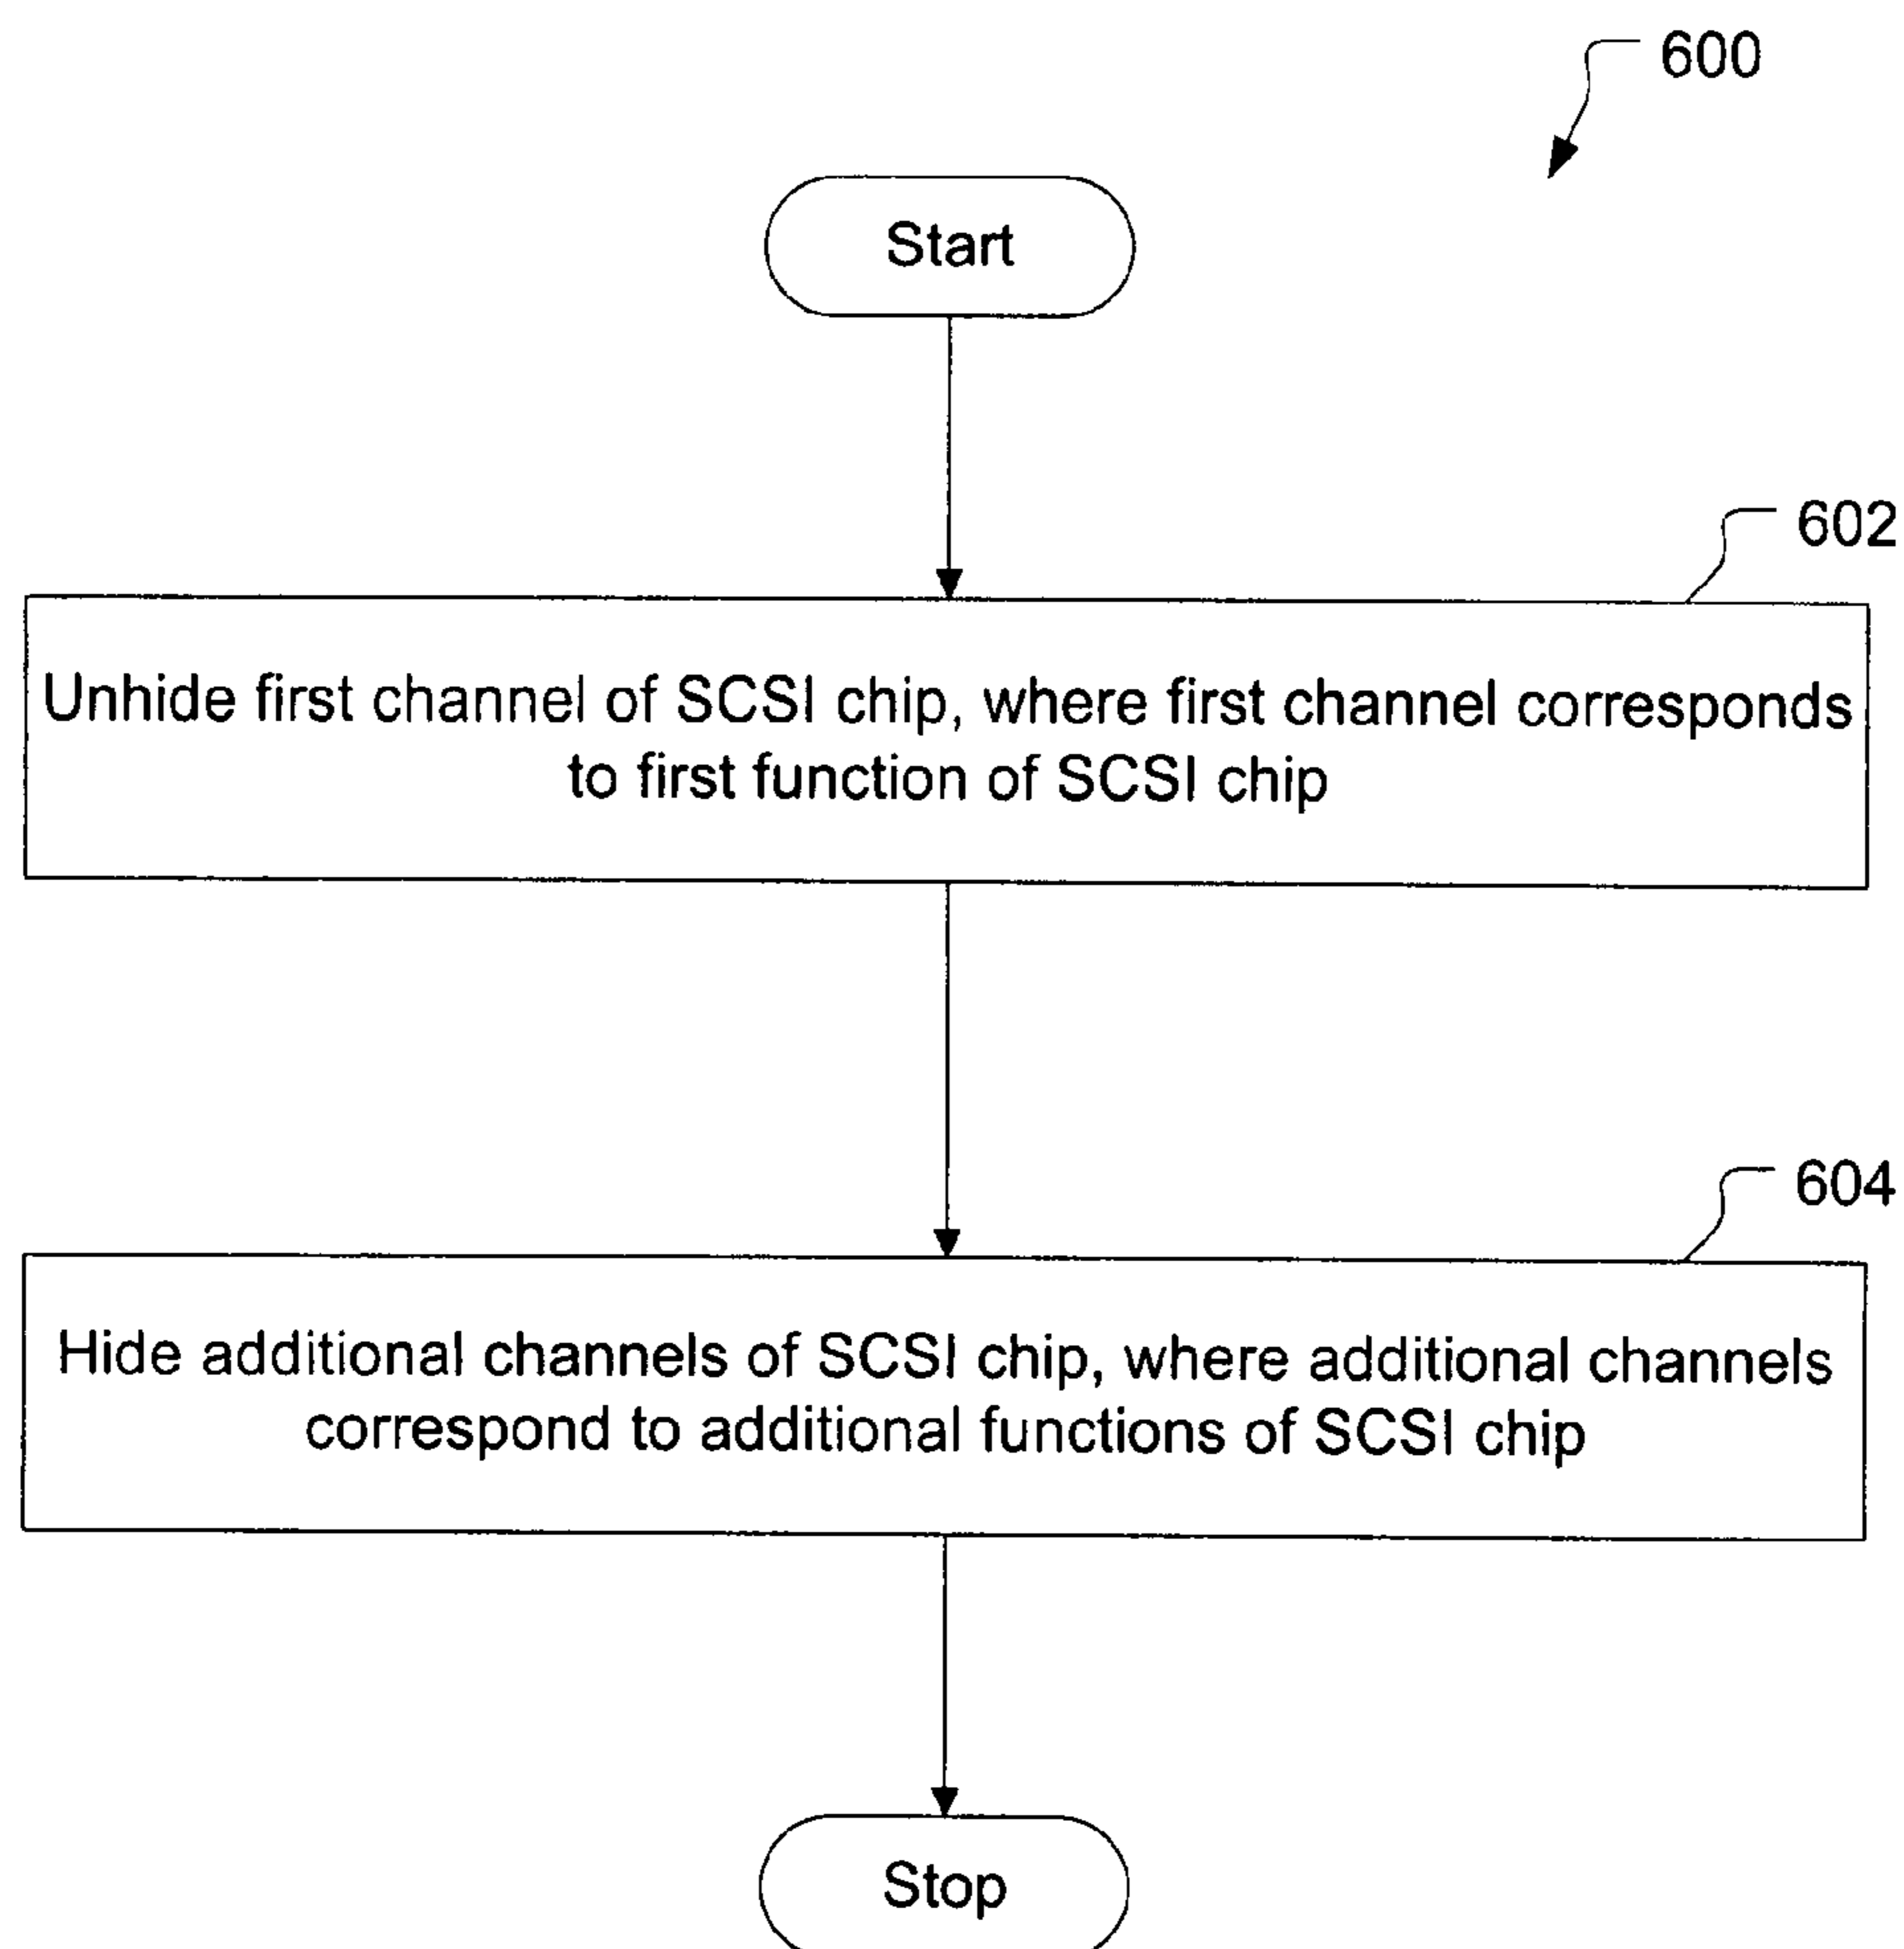 600
Start
602
Unhide first channel of SCSI chip, where first channel corresponds
to first function of SCSI chip
604
Hide additional channels of SCSI chip, where additional channels
correspond to additional functions of SCSI chip
Stop